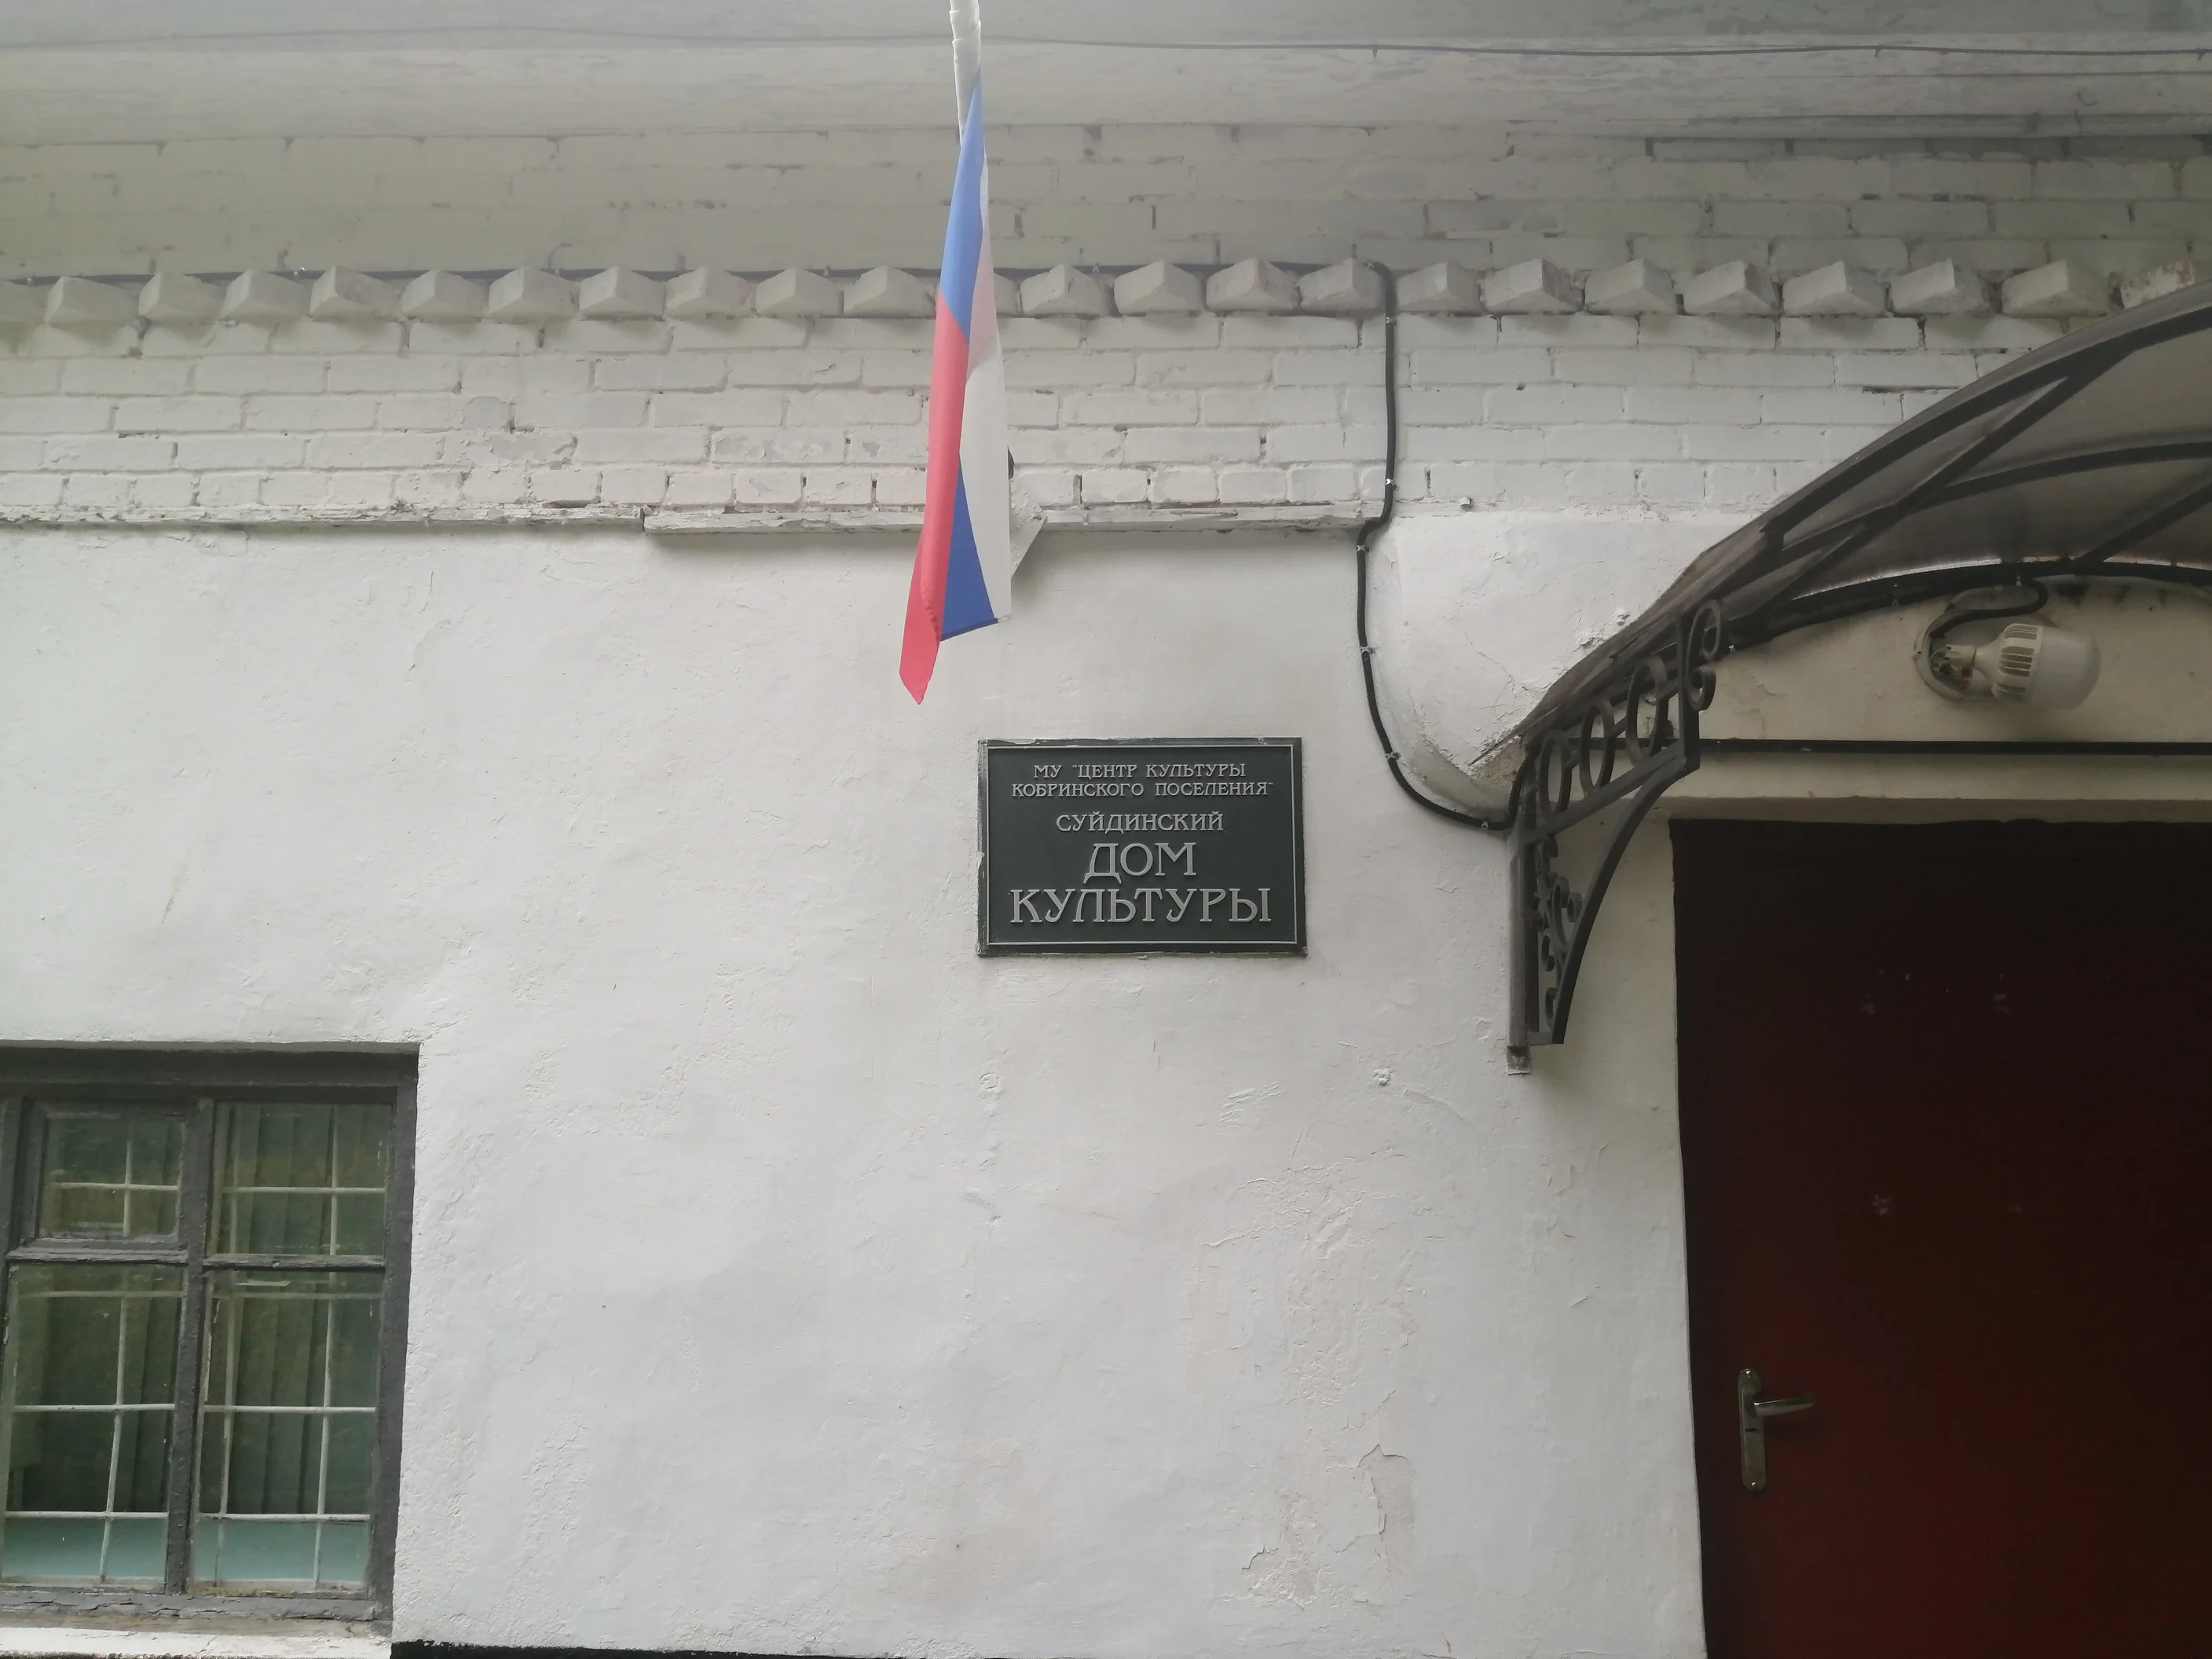 МУ "ЦЕНТР КУЛЬТУРЫ
КОБРИНСКОГО ПОСЕЛЕНИЯ"
СУЙДИНСКИЙ
ДОМ
КУЛЬТУРЫ